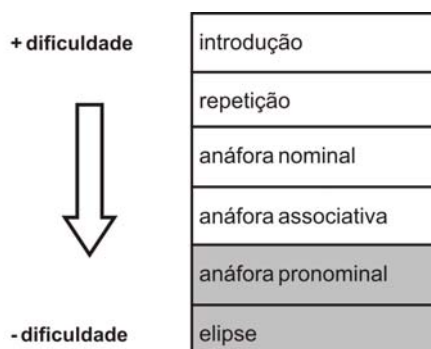 + dificuldade
introdução
repetição
anáfora nominal
anáfora associativa
anáfora pronominal
- dificuldade
elipse